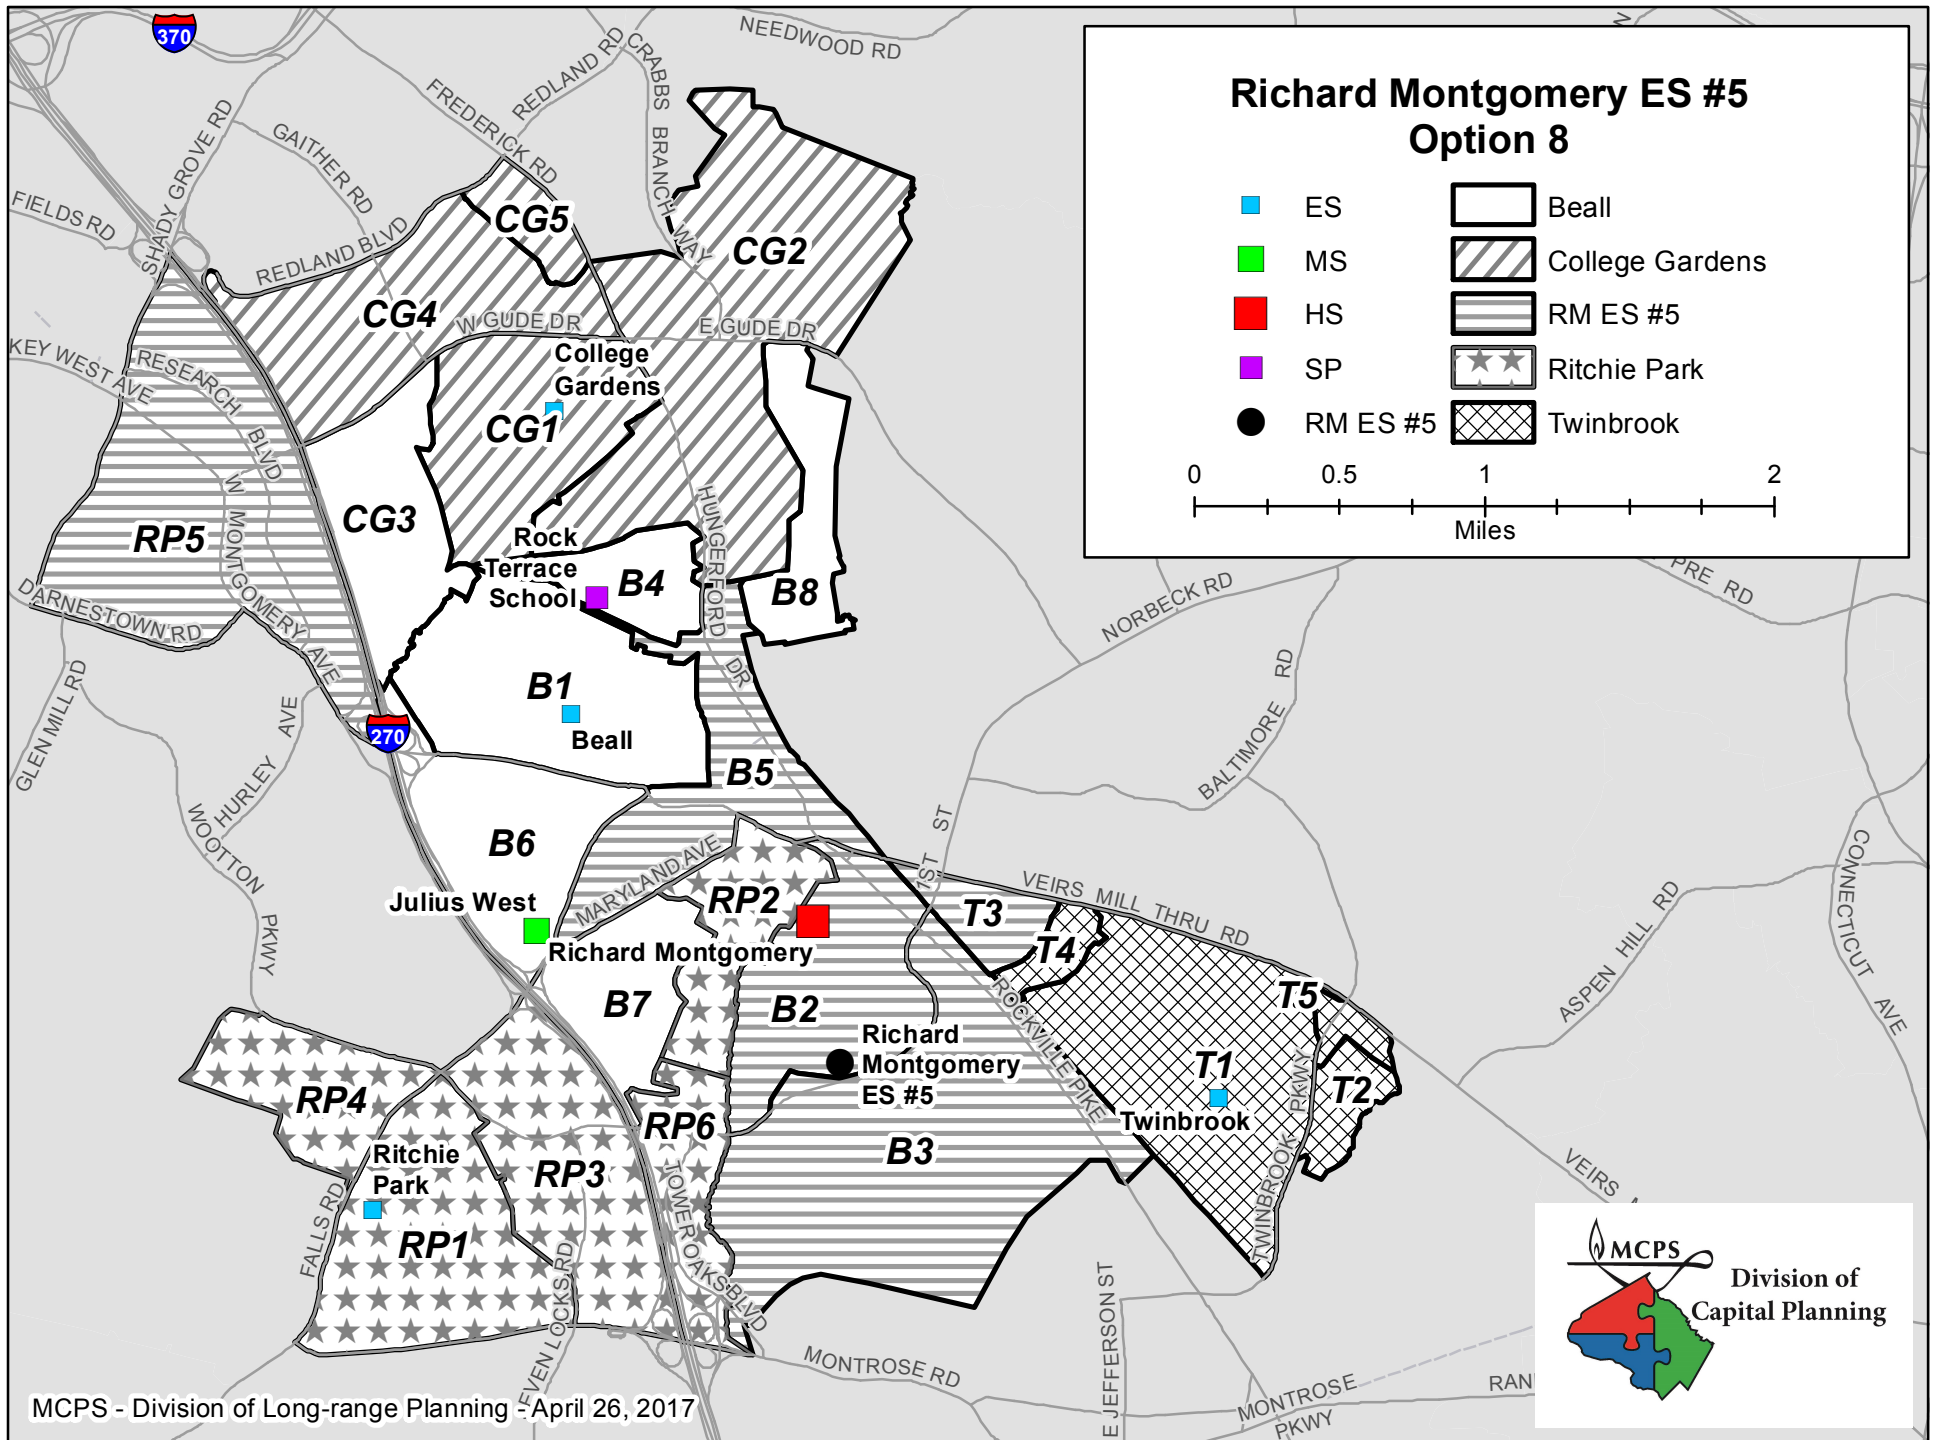 Richard Montgomery ES #5
Option 8
ES
MS
HS
SP
RM ES #5
Beall
College Gardens
RM ES #5
Ritchie Park
Twinbrook
0 0.5 1 2
Miles
370
NEEDWOOD RD
REDLAND RD
CRABBS BRANCH WAY
FREDERICK RD
SHADY GROVE RD
GAITHER RD
FIELDS RD
REDLAND BLVD
CG5
CG2
CG4
W GUDE DR
E GUDE DR
KEY WEST AVE
RESEARCH BLVD
College
Gardens
CG1
CG3
RP5
W MONTGOMERY AVE
HUNGERFORD DR
Rock
Terrace
School
B4
B8
DARNESTOWN RD
NORBECK RD
PRE RD
GLEN MILL RD
HURLEY AVE
B1
Beall
270
B5
BALTIMORE RD
WOOTTON PKWY
B6
1ST ST
MARYLAND AVE
VEIRS MILL THRU RD
CONNECTICUT AVE
ASPEN HILL RD
Julius West
RP2
T3
T4
Richard Montgomery
B7
B2
T5
ROCKVILLE PIKE
Richard
Montgomery
ES #5
T1
T2
Twinbrook
TWINBROOK PKWY
RP4
RP6
B3
Ritchie
Park
RP3
RP1
FALLS RD
TOWER OAKS BLVD
EVEN LOCKS RD
VEIRS
E JEFFERSON ST
MONTROSE RD
MONTROSE PKWY
RAN
MCPS
Division of
Capital Planning
MCPS - Division of Long-range Planning - April 26, 2017